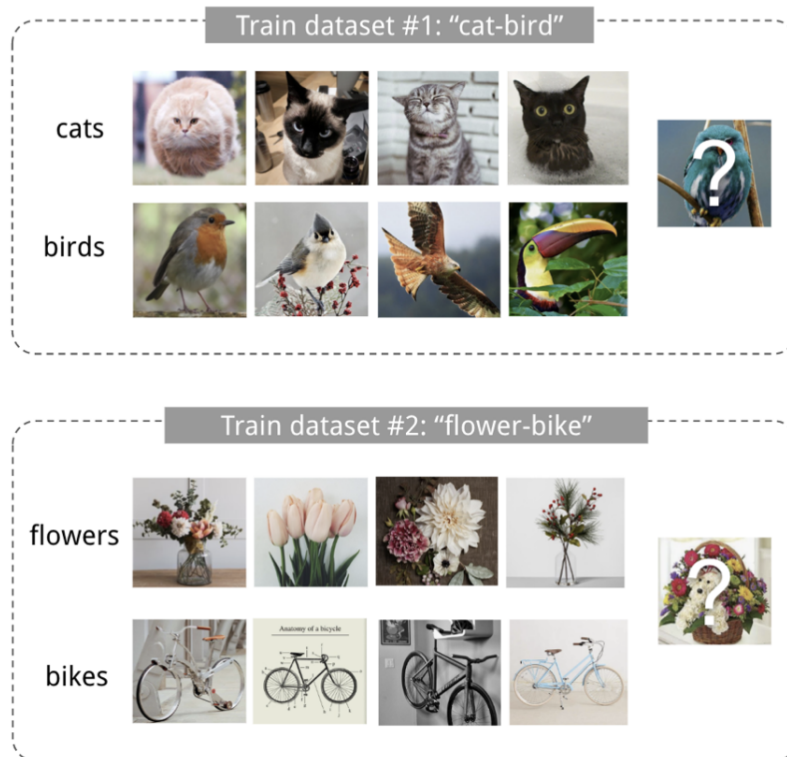 Train dataset #1: “cat-bird”
cats
?
birds
Train dataset #2: “flower-bike”
flowers
?
Anatomy of a bicycle
bikes